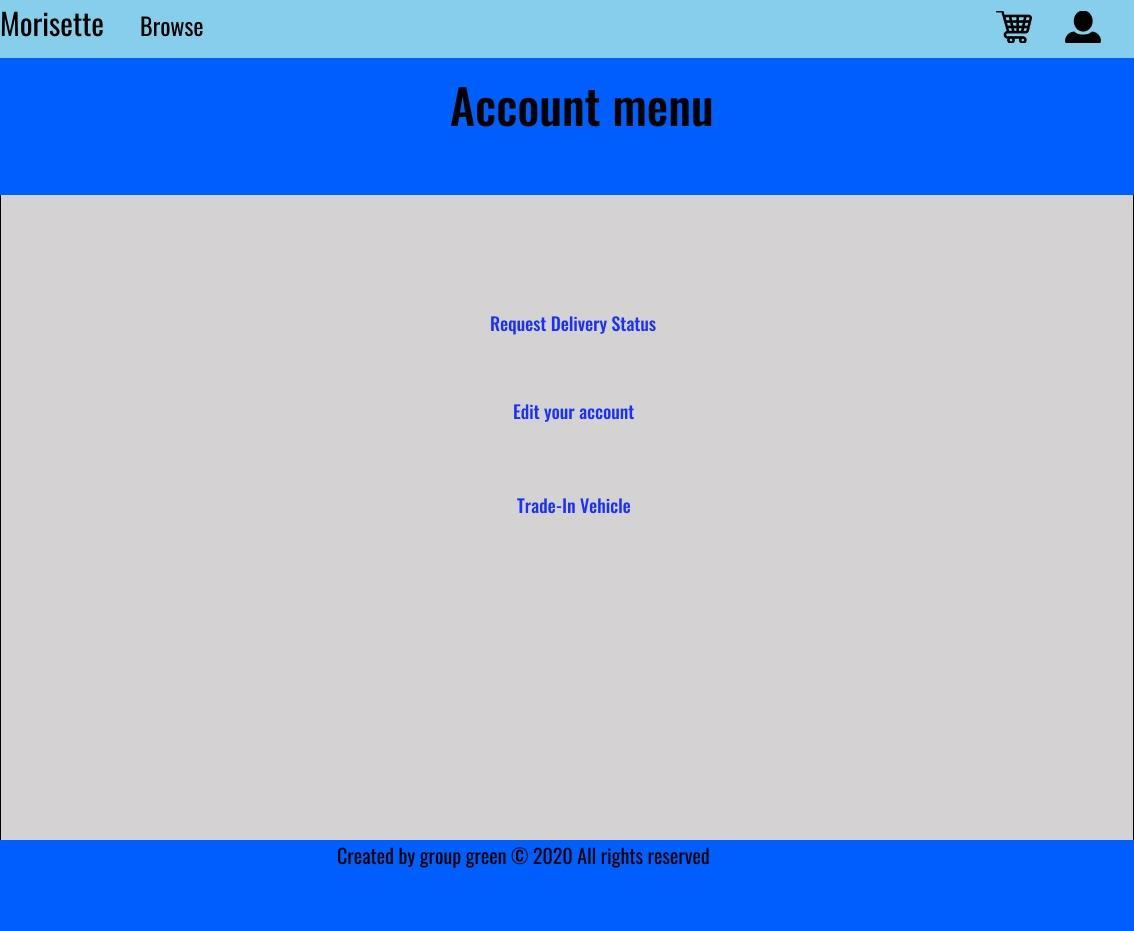 Morisette Browse
Account menu
Request Delivery Status
Edit your account
Trade-In Vehicle
Created by group green © 2020 All rights reserved